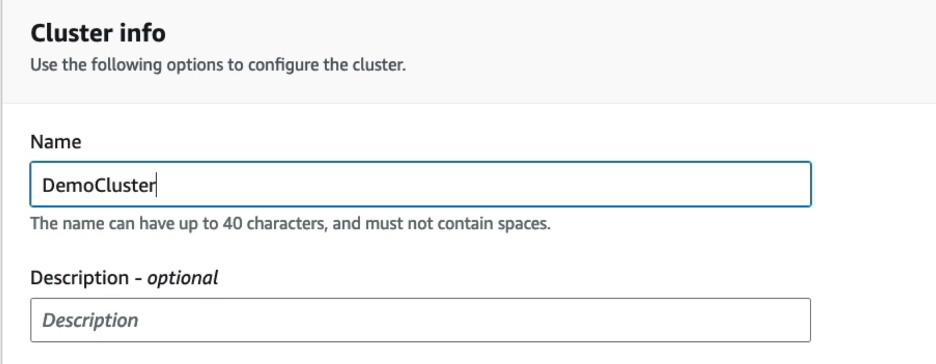 Cluster info
Use the following options to configure the cluster.
Name
DemoCluster
The name can have up to 40 characters, and must not contain spaces.
Description - optional
Description